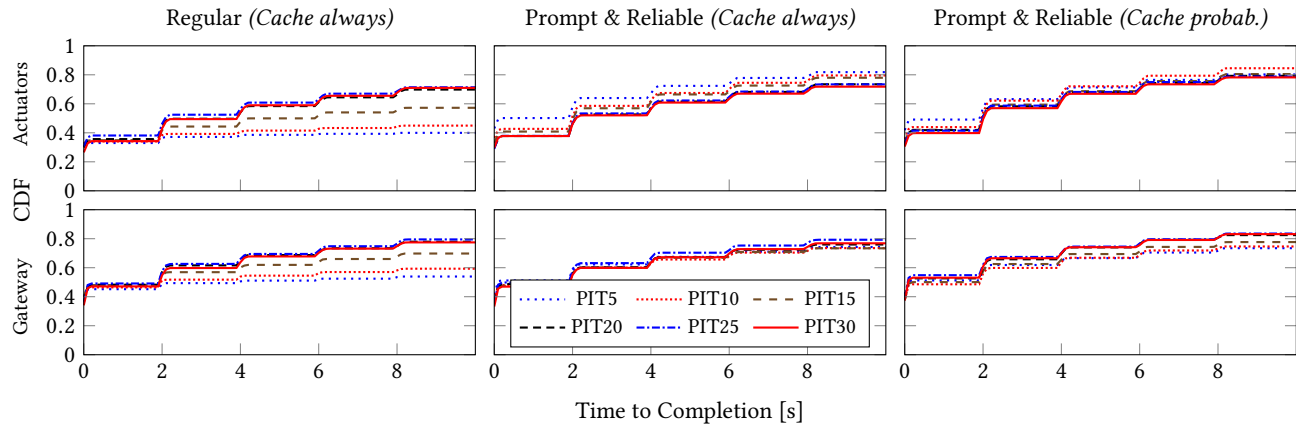 Regular (Cache always)
Prompt & Reliable (Cache always)
Prompt & Reliable (Cache probab.)
CDF
Actuators
1
0.8
0.6
0.4
0.2
0
Gateway
1
0.8
0.6
0.4
0.2
0
0 2 4 6 8
0 2 4 6 8
0 2 4 6 8
PIT5 PIT10 PIT15
PIT20 PIT25 PIT30
Time to Completion [s]